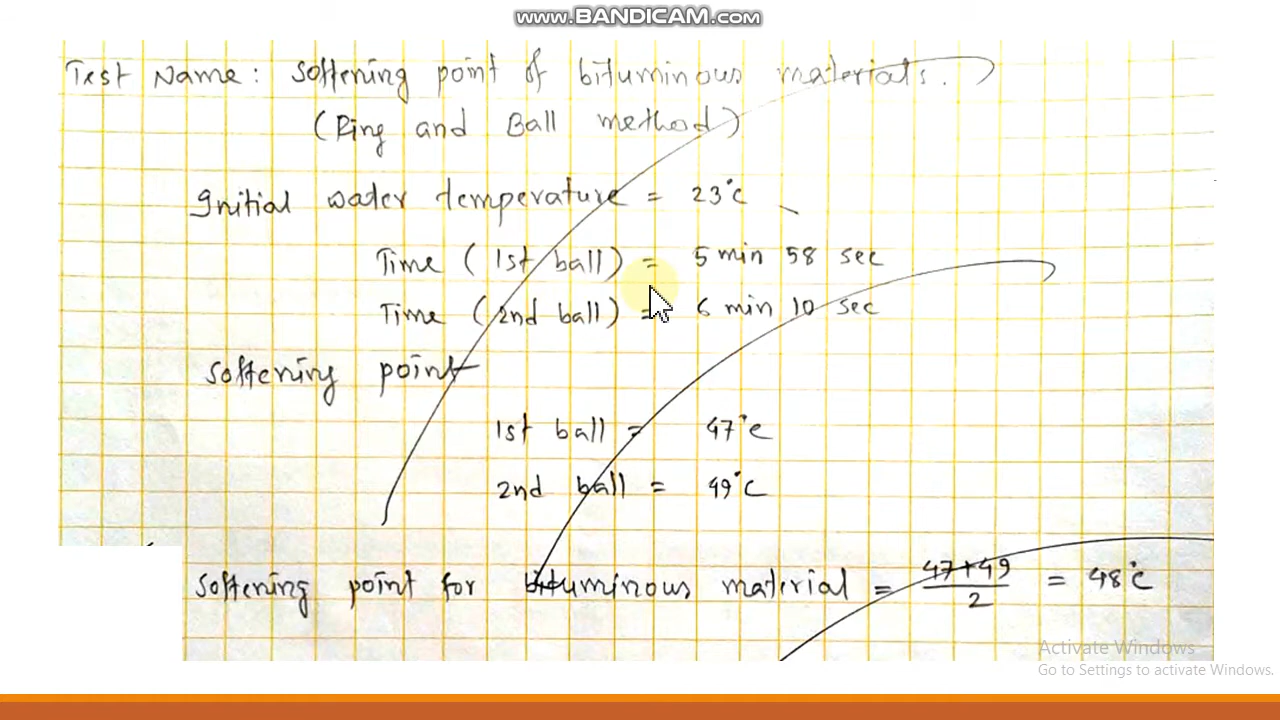 WWW.BANDICAM.COM
Test Name: Softening point of bituminous materials.
(Ring and Ball method)
Initial water temperature = 23°C
Time (1st ball) = 5 min 58 sec
Time (2nd ball) = 6 min 10 sec
Softening point
1st ball = 47°C
2nd ball = 49°C
Softening point for bituminous material = 47+49/2 = 48°C
Activate Windows
Go to Settings to activate Windows.